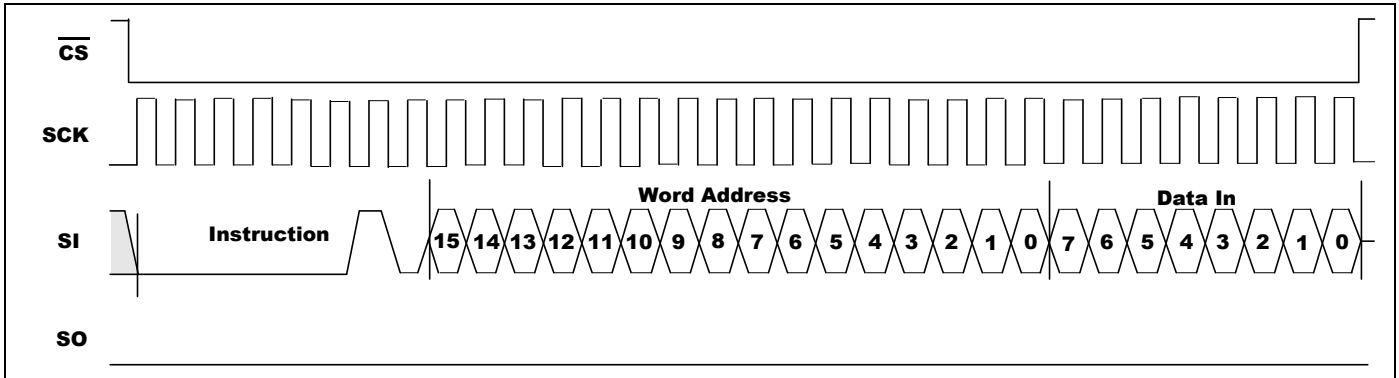 CS
SCK
Word Address
Data In
SI
Instruction
15 14 13 12 11 10 9 8 7 6 5 4 3 2 1 0 7 6 5 4 3 2 1 0
SO